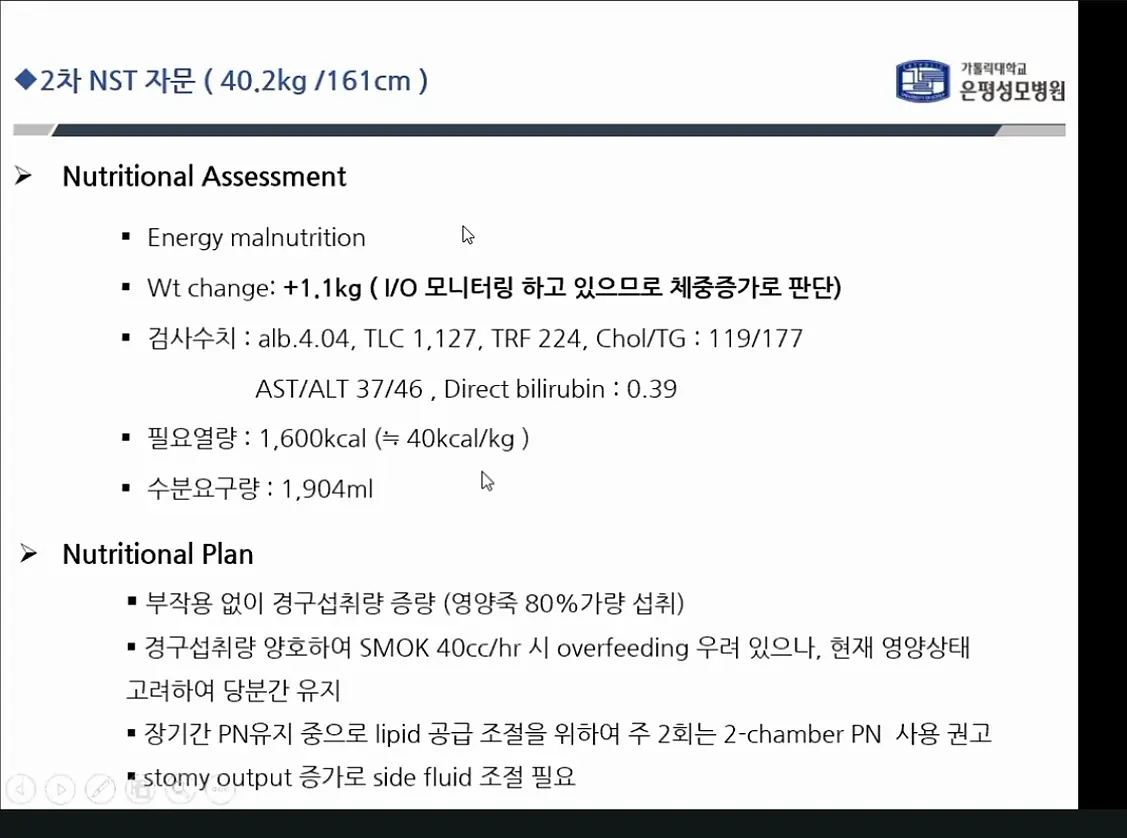 ◆2차 NST 자문 ( 40.2kg /161cm )
가톨릭대학교
은평성모병원
➢ Nutritional Assessment
▪ Energy malnutrition
▪ Wt change: +1.1kg ( I/O 모니터링 하고 있으므로 체중증가로 판단)
▪ 검사수치 : alb.4.04, TLC 1,127, TRF 224, Chol/TG : 119/177
AST/ALT 37/46 , Direct bilirubin : 0.39
▪ 필요열량 : 1,600kcal (≒ 40kcal/kg )
▪ 수분요구량 : 1,904ml
➢ Nutritional Plan
▪ 부작용 없이 경구섭취량 증량 (영양죽 80%가량 섭취)
▪ 경구섭취량 양호하여 SMOK 40cc/hr 시 overfeeding 우려 있으나, 현재 영양상태
고려하여 당분간 유지
▪ 장기간 PN유지 중으로 lipid 공급 조절을 위하여 주 2회는 2-chamber PN 사용 권고
▪ stomy output 증가로 side fluid 조절 필요